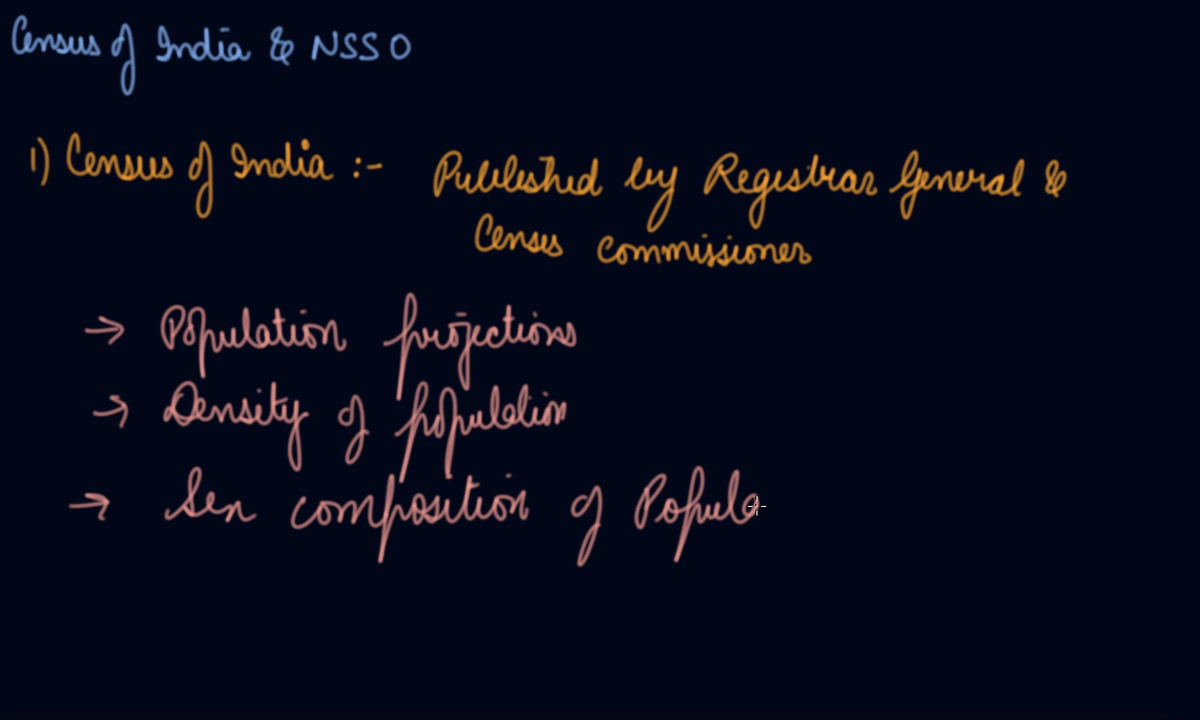 Census of India & NSSO
1) Census of India :- Published by Registrar General &
Census Commissioner
→ Population projections
→ Density of population
→ Sex composition of Popula